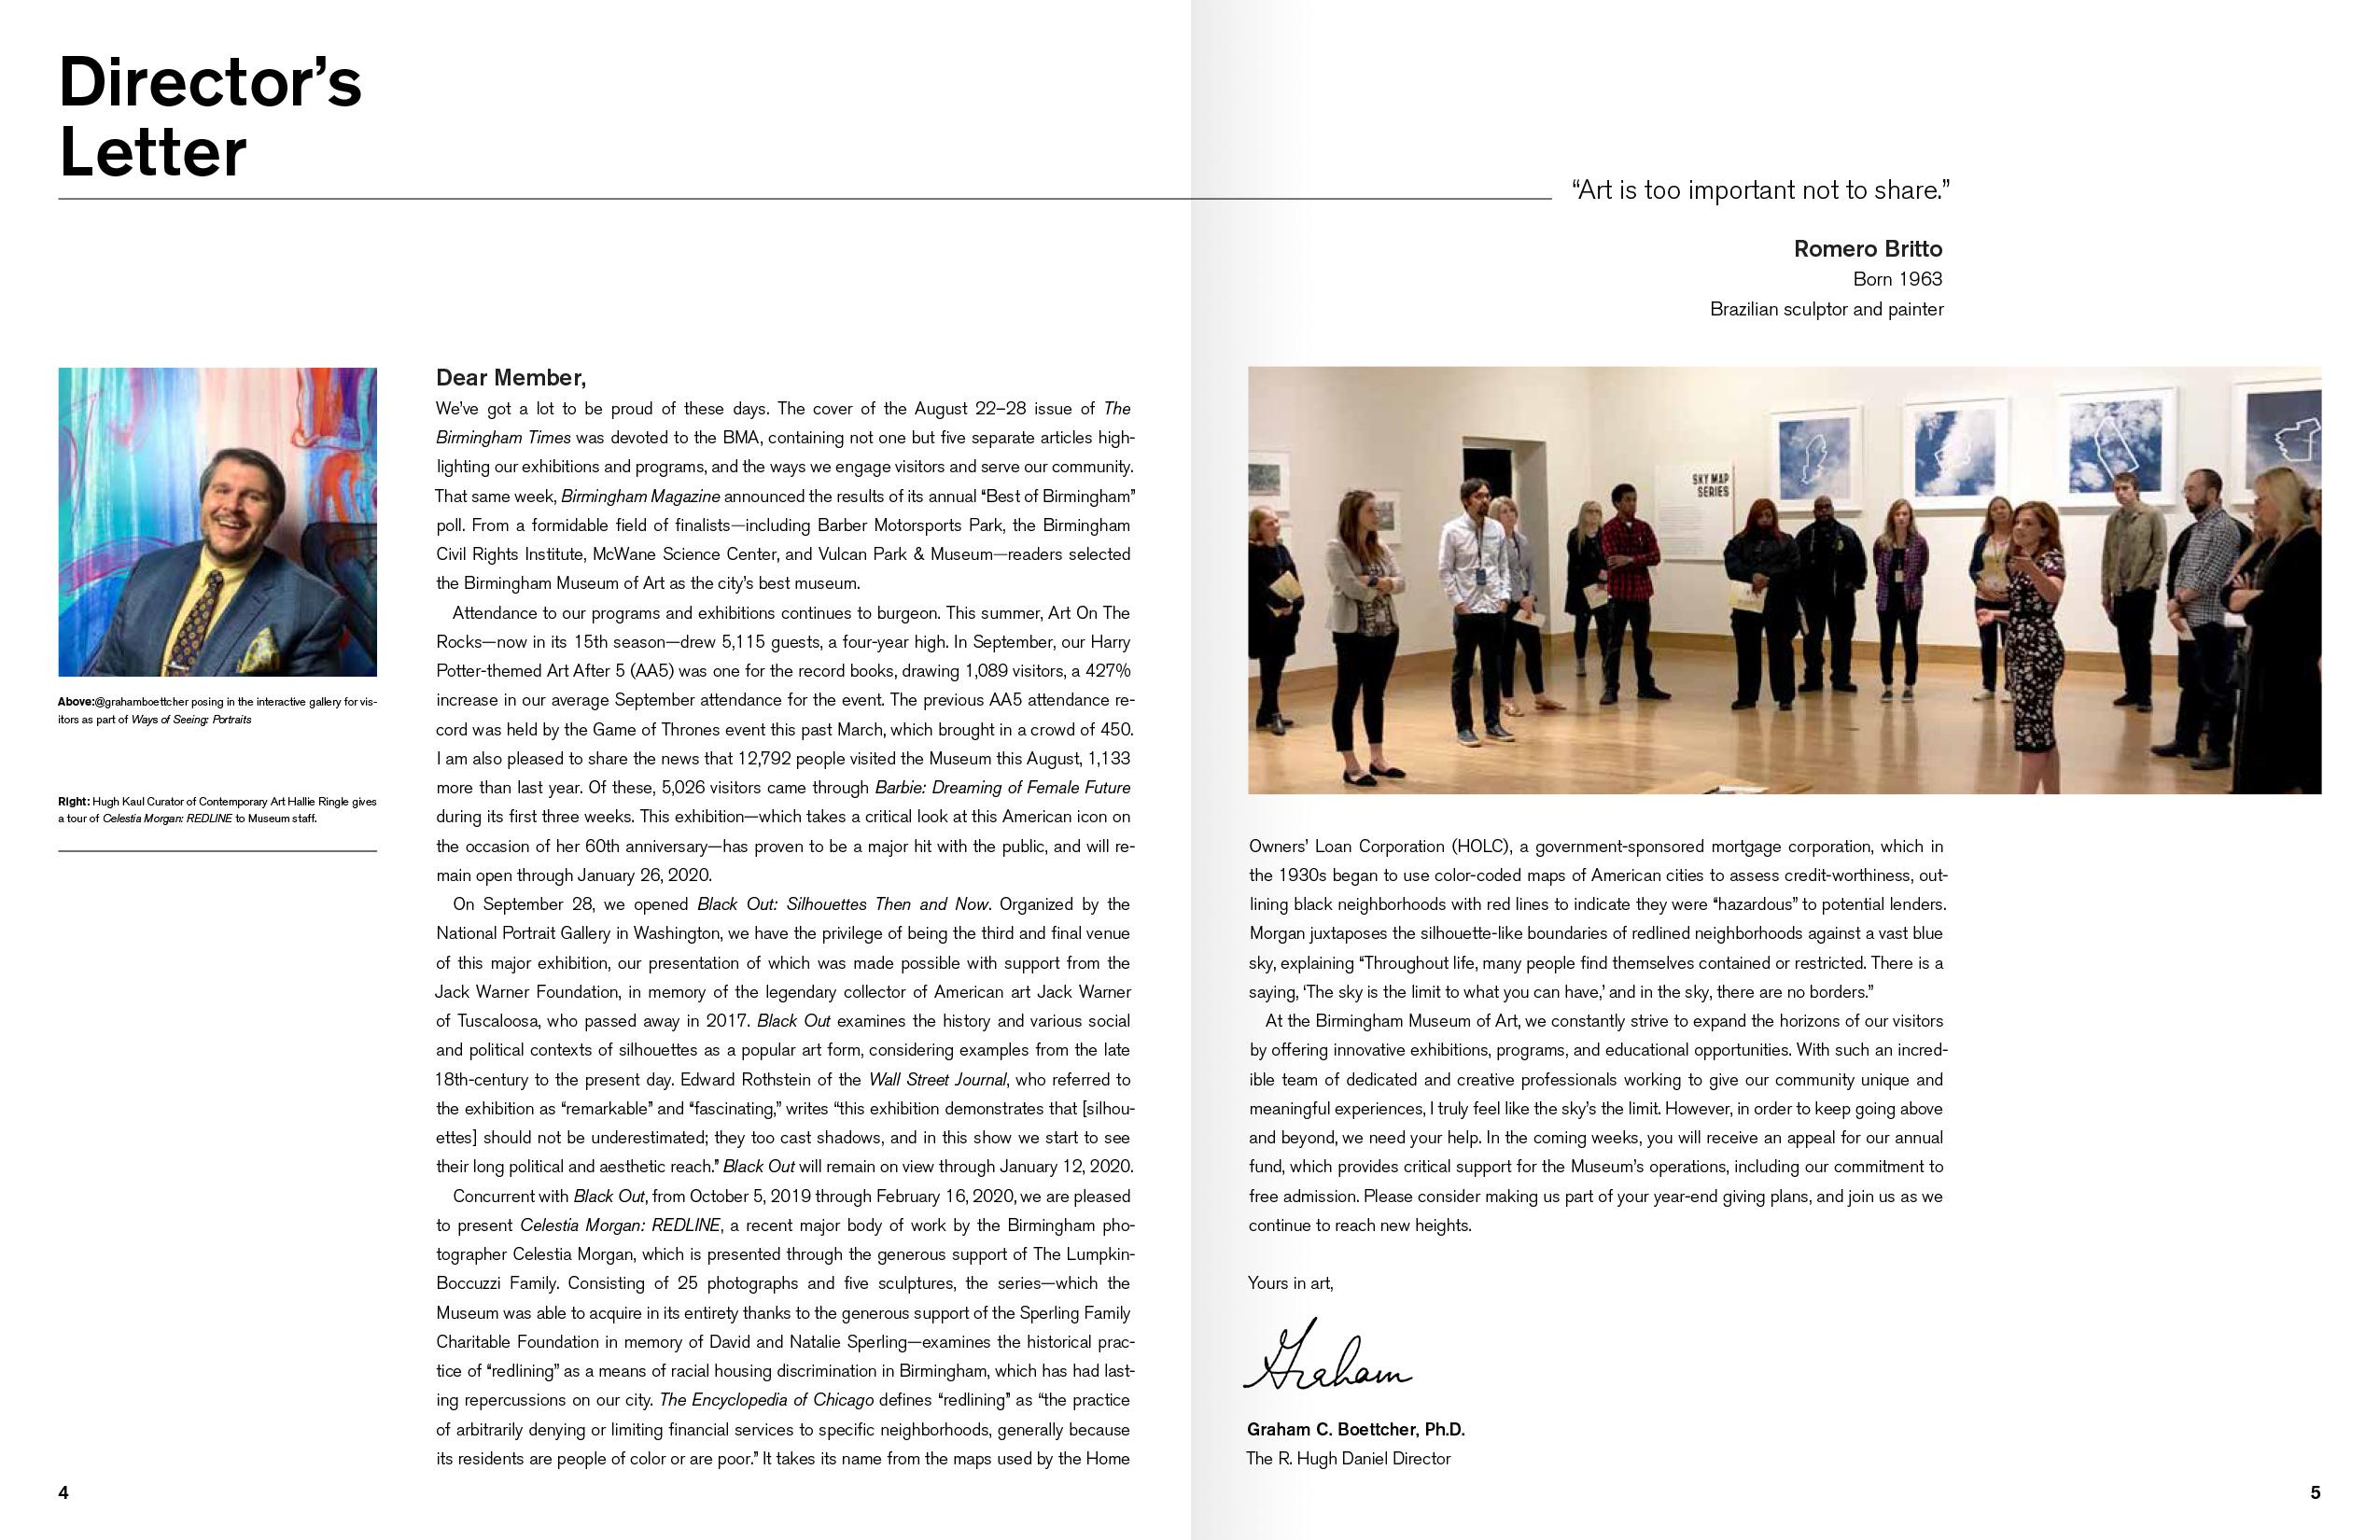 Director’s
Letter
“Art is too important not to share.”
Romero Britto
Born 1963
Brazilian sculptor and painter
Above:@grahamboettcher posing in the interactive gallery for vis-
itors as part of Ways of Seeing: Portraits
Right: Hugh Kaul Curator of Contemporary Art Hallie Ringle gives
a tour of Celestia Morgan: REDLINE to Museum staff.
Dear Member,
We’ve got a lot to be proud of these days. The cover of the August 22–28 issue of The
Birmingham Times was devoted to the BMA, containing not one but five separate articles high-
lighting our exhibitions and programs, and the ways we engage visitors and serve our community.
That same week, Birmingham Magazine announced the results of its annual “Best of Birmingham”
poll. From a formidable field of finalists—including Barber Motorsports Park, the Birmingham
Civil Rights Institute, McWane Science Center, and Vulcan Park & Museum—readers selected
the Birmingham Museum of Art as the city’s best museum.
Attendance to our programs and exhibitions continues to burgeon. This summer, Art On The
Rocks—now in its 15th season—drew 5,115 guests, a four-year high. In September, our Harry
Potter-themed Art After 5 (AA5) was one for the record books, drawing 1,089 visitors, a 427%
increase in our average September attendance for the event. The previous AA5 attendance re-
cord was held by the Game of Thrones event this past March, which brought in a crowd of 450.
I am also pleased to share the news that 12,792 people visited the Museum this August, 1,133
more than last year. Of these, 5,026 visitors came through Barbie: Dreaming of Female Future
during its first three weeks. This exhibition—which takes a critical look at this American icon on
the occasion of her 60th anniversary—has proven to be a major hit with the public, and will re-
main open through January 26, 2020.
On September 28, we opened Black Out: Silhouettes Then and Now. Organized by the
National Portrait Gallery in Washington, we have the privilege of being the third and final venue
of this major exhibition, our presentation of which was made possible with support from the
Jack Warner Foundation, in memory of the legendary collector of American art Jack Warner
of Tuscaloosa, who passed away in 2017. Black Out examines the history and various social
and political contexts of silhouettes as a popular art form, considering examples from the late
18th-century to the present day. Edward Rothstein of the Wall Street Journal, who referred to
the exhibition as “remarkable” and “fascinating,” writes “this exhibition demonstrates that [silhou-
ettes] should not be underestimated; they too cast shadows, and in this show we start to see
their long political and aesthetic reach.” Black Out will remain on view through January 12, 2020.
Concurrent with Black Out, from October 5, 2019 through February 16, 2020, we are pleased
to present Celestia Morgan: REDLINE, a recent major body of work by the Birmingham pho-
tographer Celestia Morgan, which is presented through the generous support of The Lumpkin-
Boccuzzi Family. Consisting of 25 photographs and five sculptures, the series—which the
Museum was able to acquire in its entirety thanks to the generous support of the Sperling Family
Charitable Foundation in memory of David and Natalie Sperling—examines the historical prac-
tice of “redlining” as a means of racial housing discrimination in Birmingham, which has had last-
ing repercussions on our city. The Encyclopedia of Chicago defines “redlining” as “the practice
of arbitrarily denying or limiting financial services to specific neighborhoods, generally because
its residents are people of color or are poor.” It takes its name from the maps used by the Home
4
SKY MAP
SERIES
Owners’ Loan Corporation (HOLC), a government-sponsored mortgage corporation, which in
the 1930s began to use color-coded maps of American cities to assess credit-worthiness, out-
lining black neighborhoods with red lines to indicate they were “hazardous” to potential lenders.
Morgan juxtaposes the silhouette-like boundaries of redlined neighborhoods against a vast blue
sky, explaining “Throughout life, many people find themselves contained or restricted. There is a
saying, ‘The sky is the limit to what you can have,’ and in the sky, there are no borders.”
At the Birmingham Museum of Art, we constantly strive to expand the horizons of our visitors
by offering innovative exhibitions, programs, and educational opportunities. With such an incred-
ible team of dedicated and creative professionals working to give our community unique and
meaningful experiences, I truly feel like the sky’s the limit. However, in order to keep going above
and beyond, we need your help. In the coming weeks, you will receive an appeal for our annual
fund, which provides critical support for the Museum’s operations, including our commitment to
free admission. Please consider making us part of your year-end giving plans, and join us as we
continue to reach new heights.
Yours in art,
Graham
Graham C. Boettcher, Ph.D.
The R. Hugh Daniel Director
5